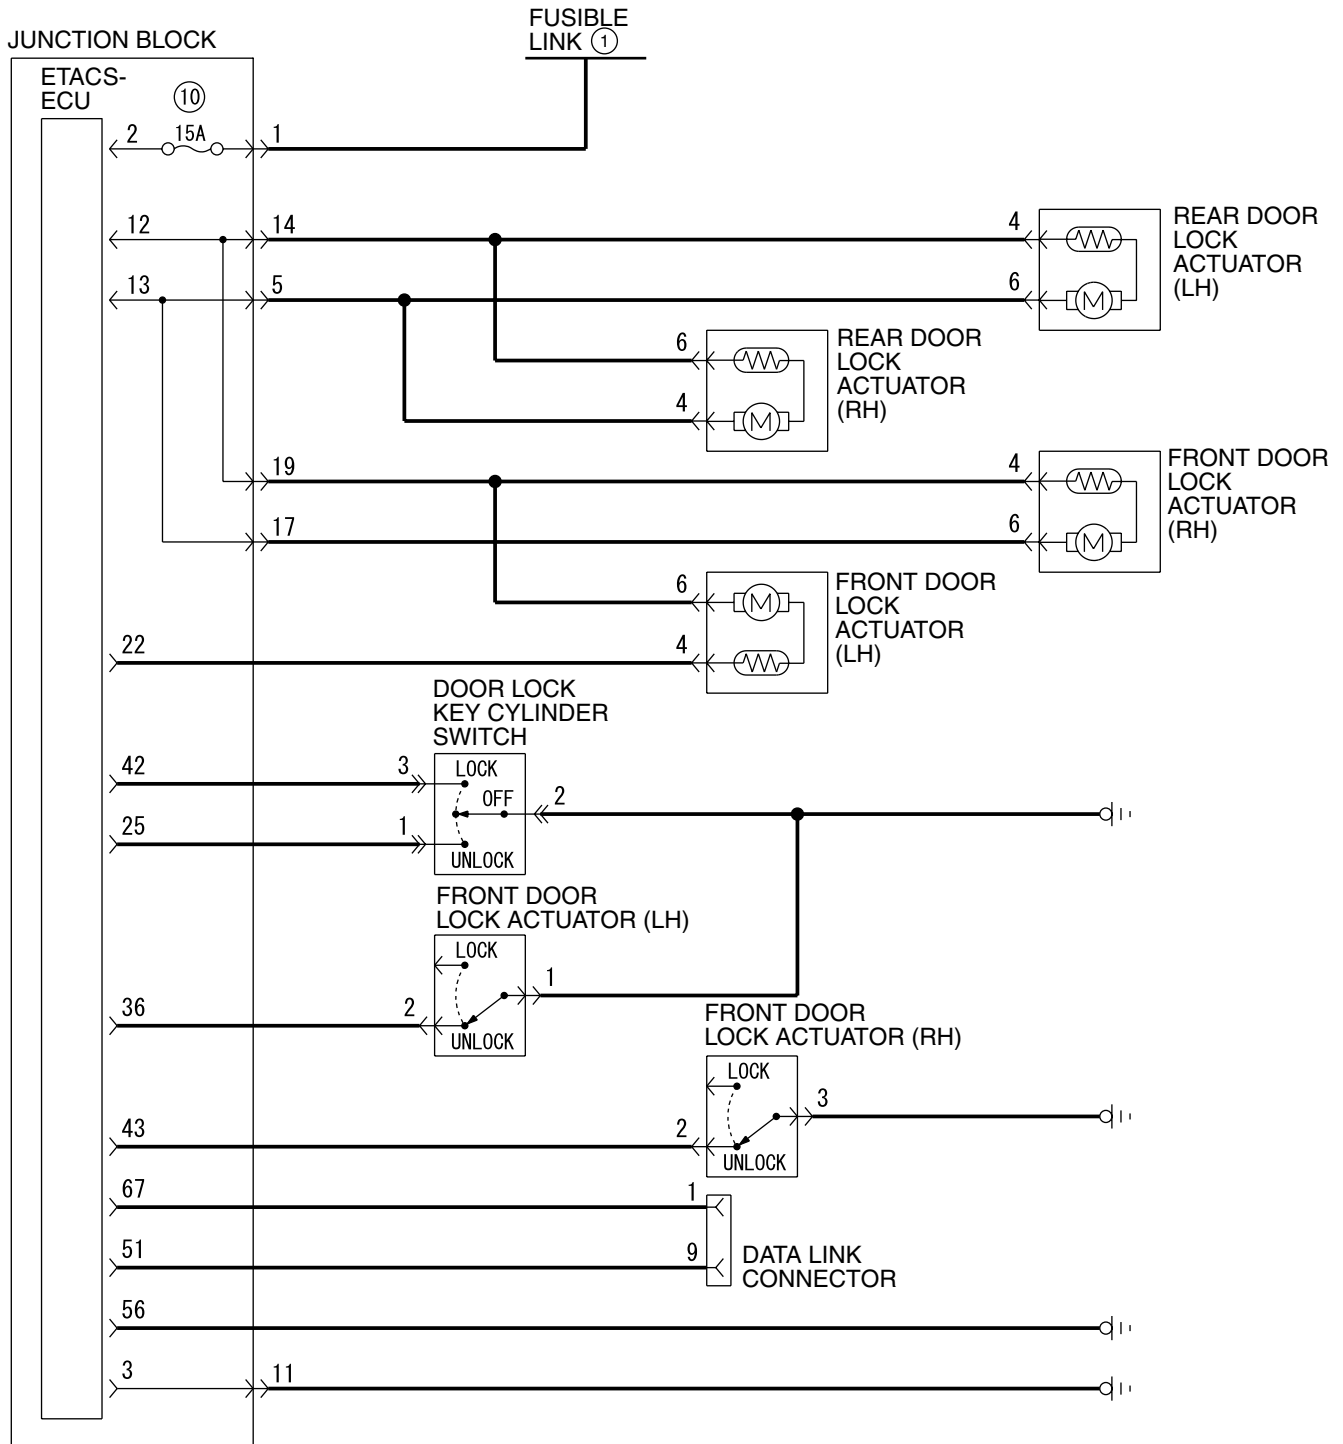 FUSIBLE
LINK 1
JUNCTION BLOCK
ETACS-
ECU
10
2
15A
1
12
14
4
REAR DOOR
LOCK
ACTUATOR
(LH)
13
5
6
M
6
REAR DOOR
LOCK
ACTUATOR
(RH)
4
M
19
4
FRONT DOOR
LOCK
ACTUATOR
(RH)
17
6
M
6
M
FRONT DOOR
LOCK
ACTUATOR
(LH)
22
4
DOOR LOCK
KEY CYLINDER
SWITCH
42
3
LOCK
OFF
2
25
1
UNLOCK
FRONT DOOR
LOCK ACTUATOR (LH)
LOCK
1
36
2
UNLOCK
FRONT DOOR
LOCK ACTUATOR (RH)
LOCK
3
43
2
UNLOCK
67
1
51
9
DATA LINK
CONNECTOR
56
3
11